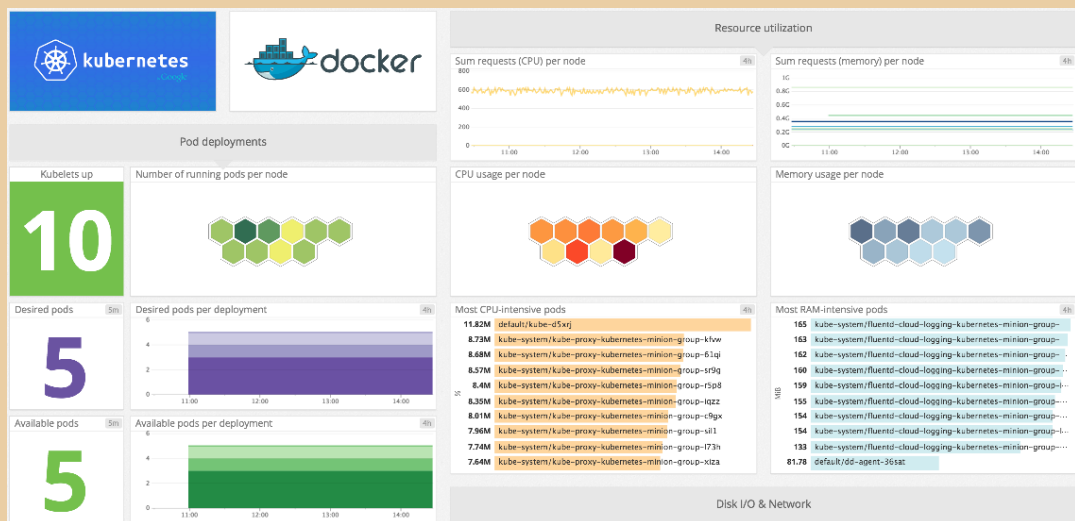 kubernetes
by Google
docker
Pod deployments
Kubelets up
10
Number of running pods per node
Desired pods 5m
5
Desired pods per deployment 4h
6
4
2
0
11:00 12:00 13:00 14:00
Available pods 5m
5
Available pods per deployment 4h
6
4
2
0
11:00 12:00 13:00 14:00
Resource utilization
Sum requests (CPU) per node 4h
800
600
400
200
0
11:00 12:00 13:00 14:00
Sum requests (memory) per node 4h
1G
0.8G
0.6G
0.4G
0.2G
0G
11:00 12:00 13:00 14:00
CPU usage per node
Memory usage per node
Most CPU-intensive pods 4h
%
11.82M default/kube-d5xrj
8.73M kube-system/kube-proxy-kubernetes-minion-group-kfvw
8.68M kube-system/kube-proxy-kubernetes-minion-group-61qi
8.57M kube-system/kube-proxy-kubernetes-minion-group-sr9g
8.4M kube-system/kube-proxy-kubernetes-minion-group-r5p8
8.35M kube-system/kube-proxy-kubernetes-minion-group-iqzz
8.01M kube-system/kube-proxy-kubernetes-minion-group-c9gx
7.96M kube-system/kube-proxy-kubernetes-minion-group-sil1
7.74M kube-system/kube-proxy-kubernetes-minion-group-l73h
7.64M kube-system/kube-proxy-kubernetes-minion-group-xiza
Most RAM-intensive pods 4h
MiB
165 kube-system/fluentd-cloud-logging-kubernetes-minion-group-
163 kube-system/fluentd-cloud-logging-kubernetes-minion-group-...
162 kube-system/fluentd-cloud-logging-kubernetes-minion-group-
160 kube-system/fluentd-cloud-logging-kubernetes-minion-group-...
159 kube-system/fluentd-cloud-logging-kubernetes-minion-group-i...
155 kube-system/fluentd-cloud-logging-kubernetes-minion-group-...
154 kube-system/fluentd-cloud-logging-kubernetes-minion-group-...
154 kube-system/fluentd-cloud-logging-kubernetes-minion-group-l...
133 kube-system/fluentd-cloud-logging-kubernetes-minion-group-...
81.78 default/dd-agent-36sat
Disk I/O & Network